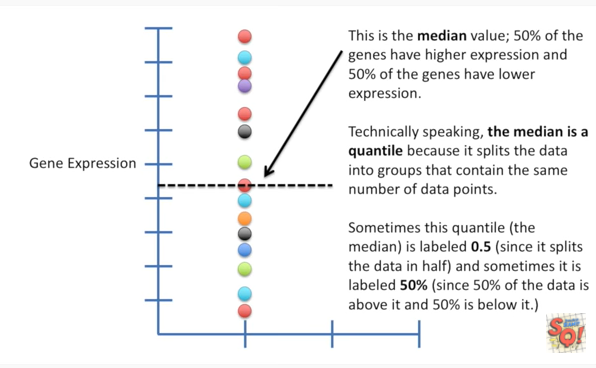 This is the median value; 50% of the
genes have higher expression and
50% of the genes have lower
expression.
Technically speaking, the median is a
quantile because it splits the data
into groups that contain the same
number of data points.
Gene Expression
Sometimes this quantile (the
median) is labeled 0.5 (since it splits
the data in half) and sometimes it is
labeled 50% (since 50% of the data is
above it and 50% is below it.)
SQ!